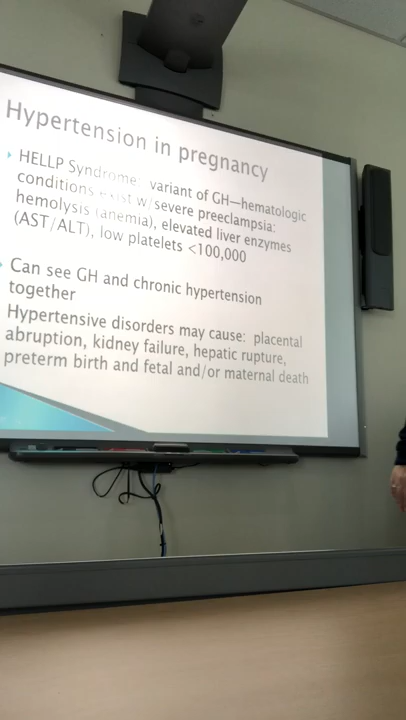 Hypertension in pregnancy
HELLP Syndrome: variant of GH—hematologic
conditions exist w/severe preeclampsia:
hemolysis (anemia), elevated liver enzymes
(AST/ALT), low platelets <100,000
Can see GH and chronic hypertension
together
Hypertensive disorders may cause: placental
abruption, kidney failure, hepatic rupture,
preterm birth and fetal and/or maternal death